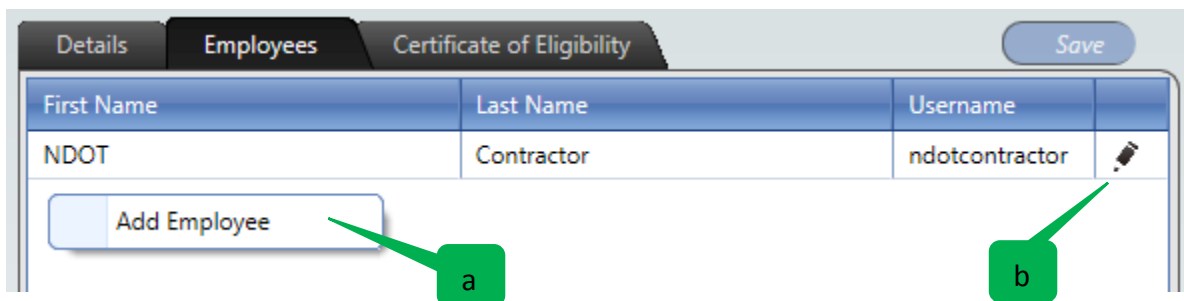 Details Employees Certificate of Eligibility Save
First Name Last Name Username
NDOT Contractor ndotcontractor
Add Employee
a b